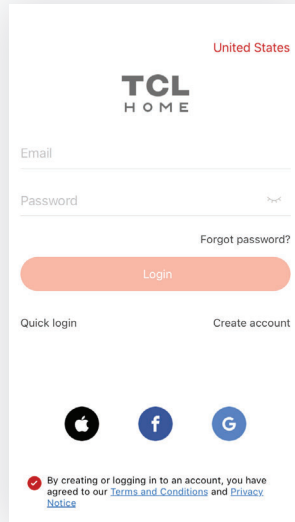 United States
TCL
HOME
Email
Password
Forgot password?
Login
Quick login
Create account
f
G
By creating or logging in to an account, you have
agreed to our Terms and Conditions and Privacy
Notice